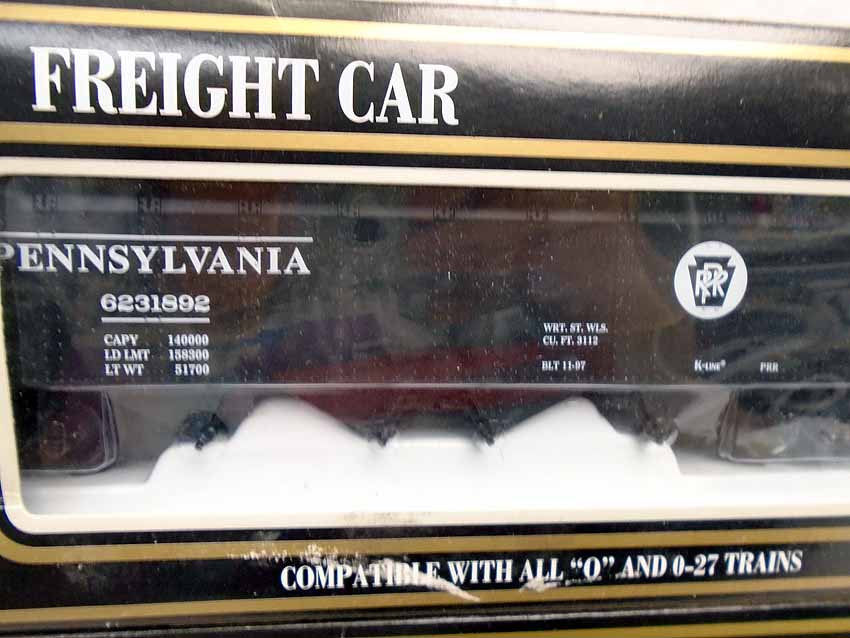 FREIGHT CAR
PENNSYLVANIA
6231892
CAPY 140000
LD LMT 158300
LT WT 51700
WRT. ST. WLS.
CU. FT. 3112
BLT 11-97
PRR
K-LINE® PRR
COMPATIBLE WITH ALL “O” AND 0-27 TRAINS